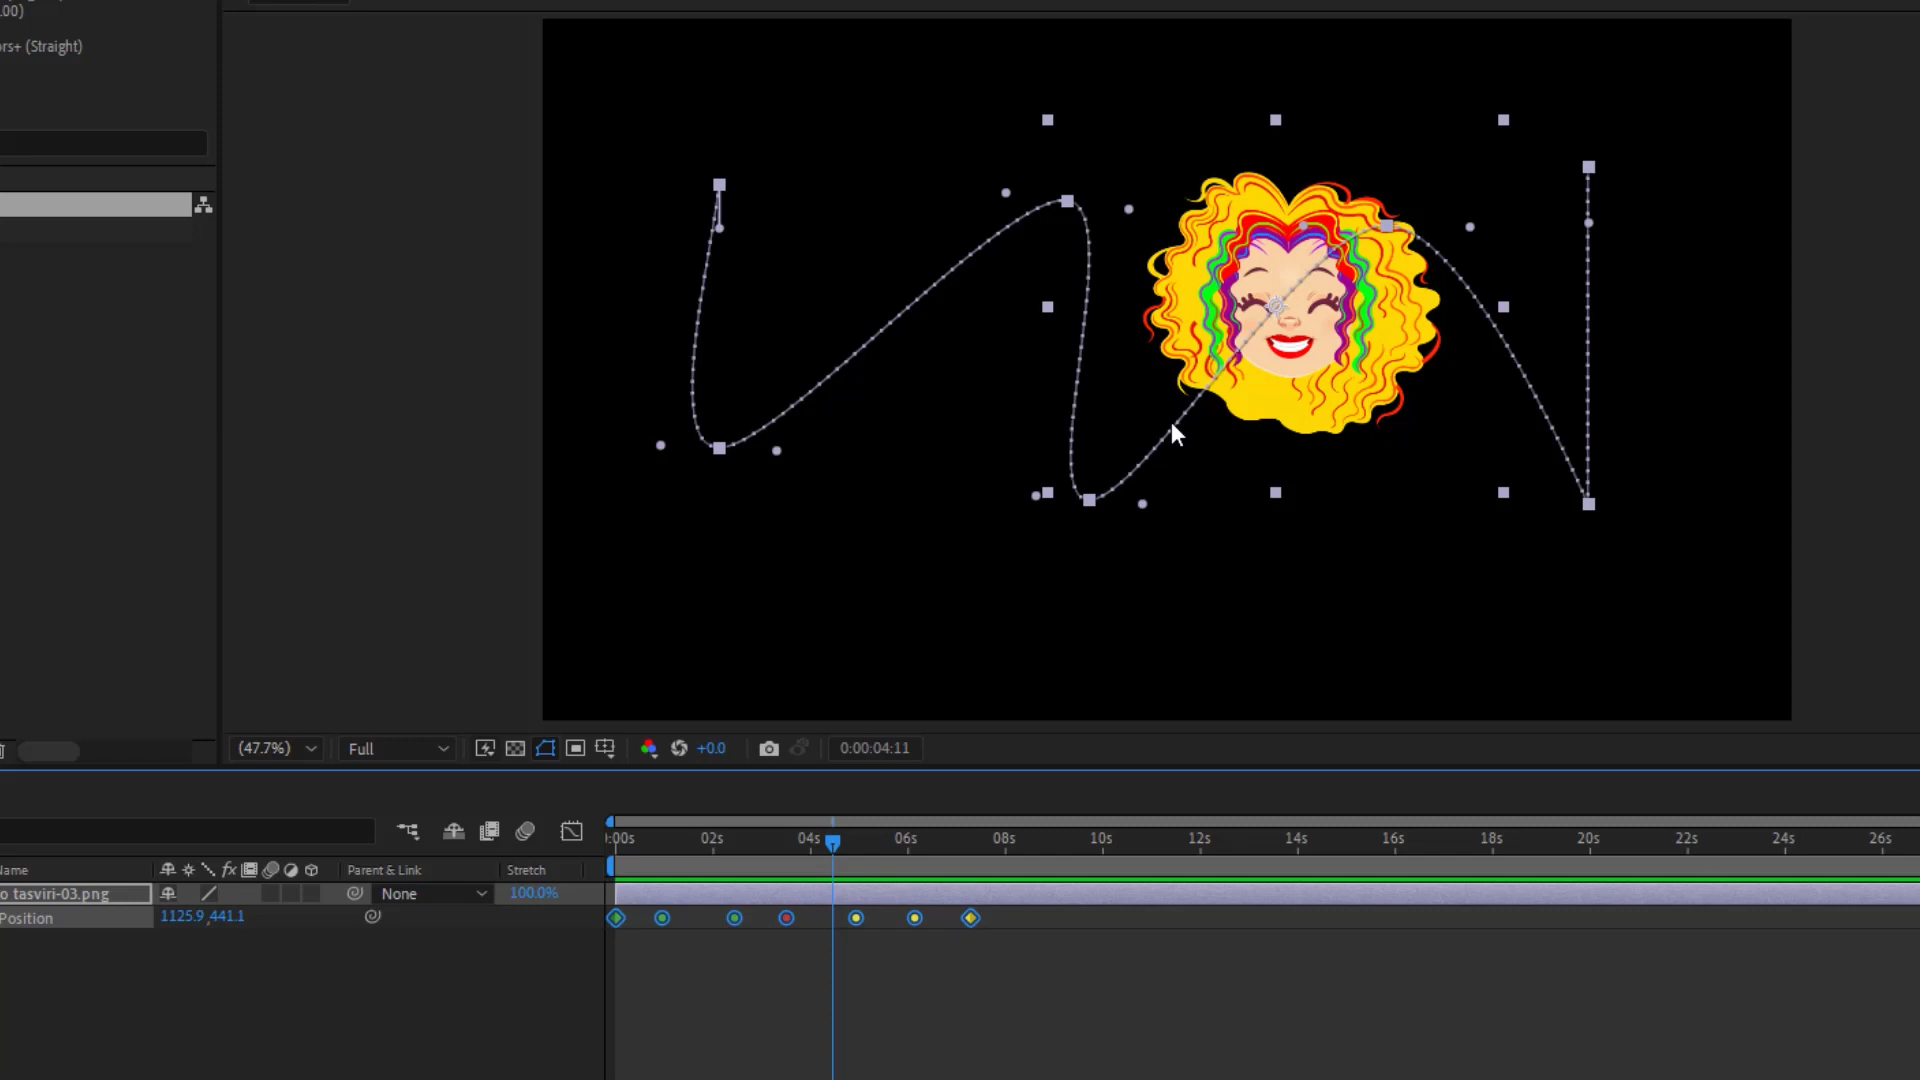 .00)
ors+ (Straight)
(47.7%)
Full
+0.0
0:00:04:11
:00s
02s
04s
06s
08s
10s
12s
14s
16s
18s
20s
22s
24s
26s
Name
fx
Parent & Link
Stretch
o tasviri-03.png
None
100.0%
Position
1125.9,441.1